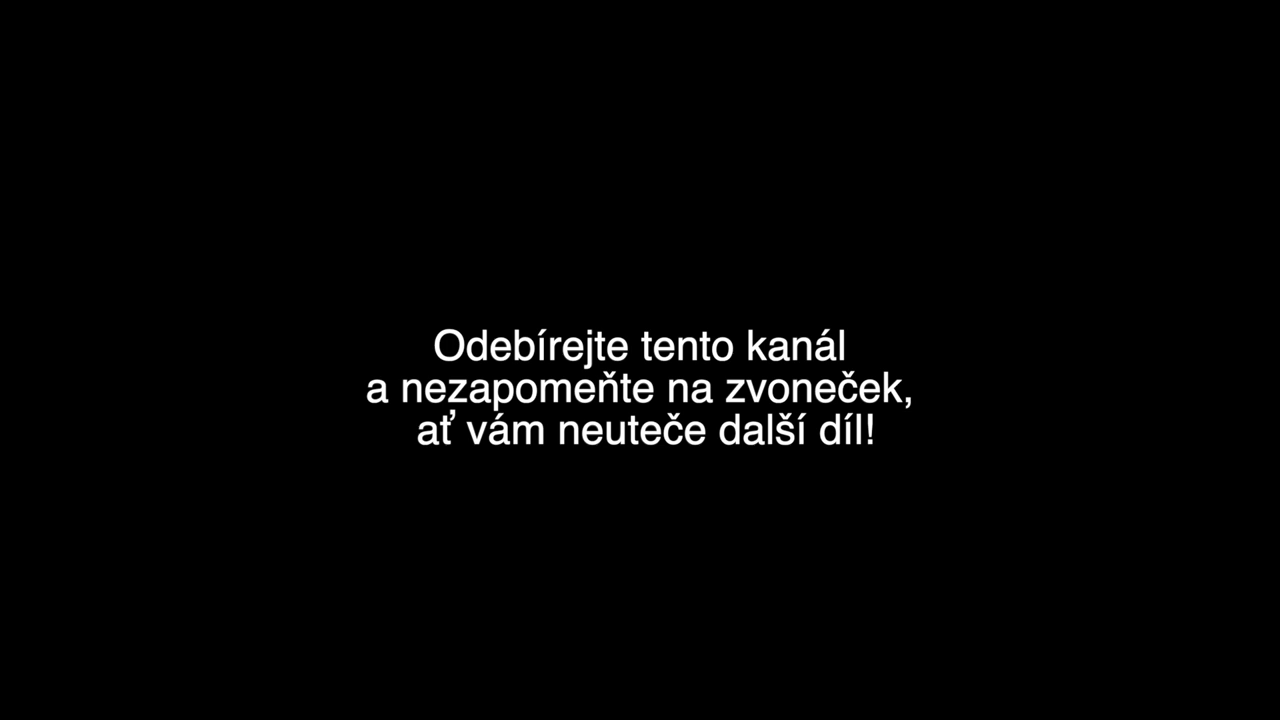 Odebírejte tento kanál
a nezapomeňte na zvoneček,
ať vám neuteče další díl!